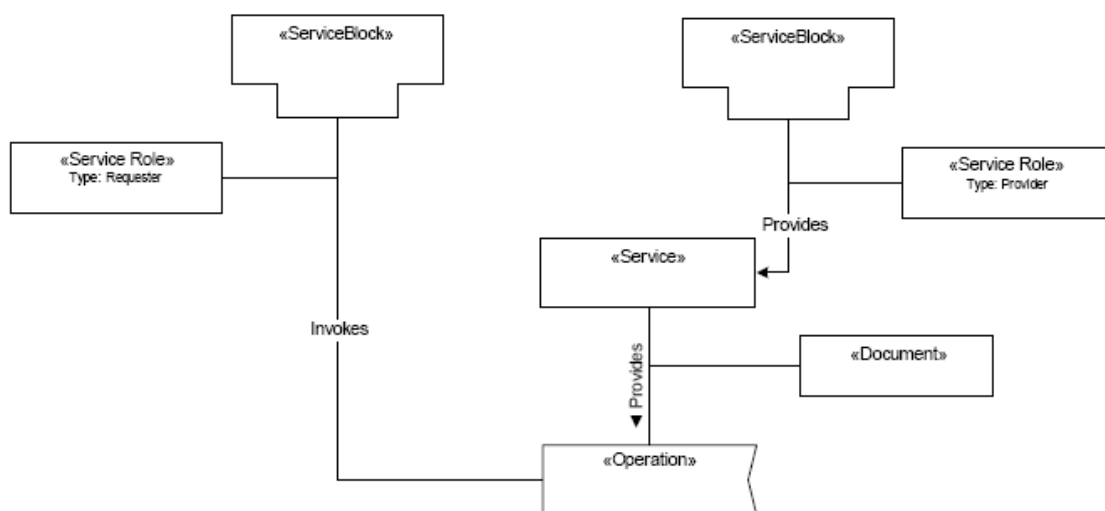 «ServiceBlock»
«ServiceBlock»
«Service Role»
Type: Requester
«Service Role»
Type: Provider
Provides
«Service»
Invokes
◄ Provides
«Document»
«Operation»